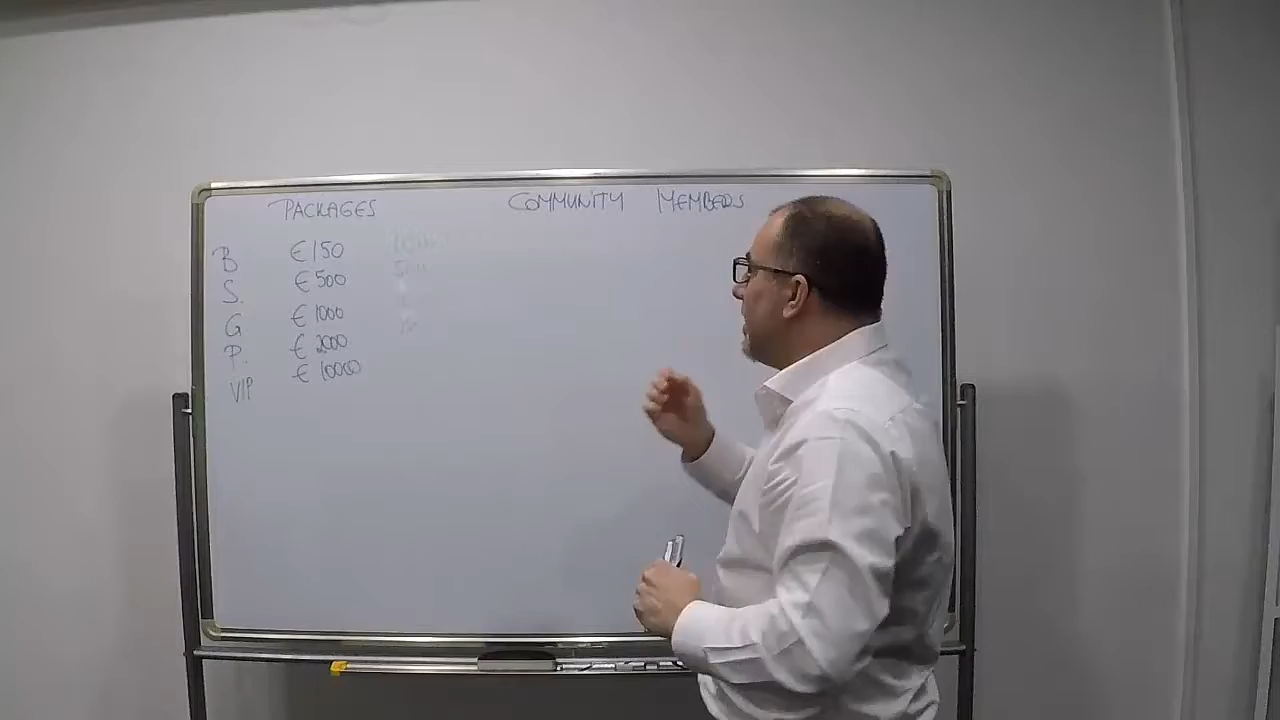 PACKAGES COMMUNITY MEMBERS
B €150
S. €500
G €1000
P. €2000
VIP €10000